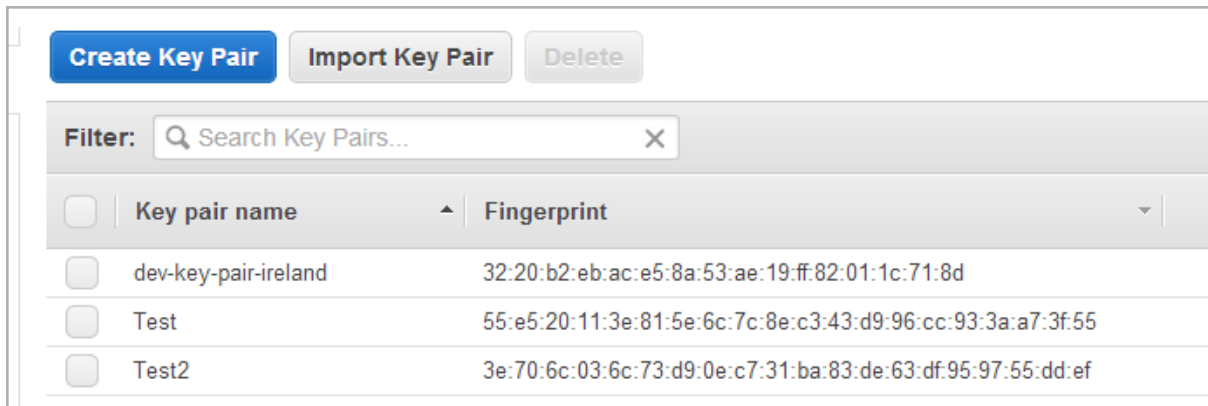 Create Key Pair Import Key Pair Delete
Filter: Search Key Pairs...
Key pair name Fingerprint
dev-key-pair-ireland 32:20:b2:eb:ac:e5:8a:53:ae:19:ff:82:01:1c:71:8d
Test 55:e5:20:11:3e:81:5e:6c:7c:8e:c3:43:d9:96:cc:93:3a:a7:3f:55
Test2 3e:70:6c:03:6c:73:d9:0e:c7:31:ba:83:de:63:df:95:97:55:dd:ef